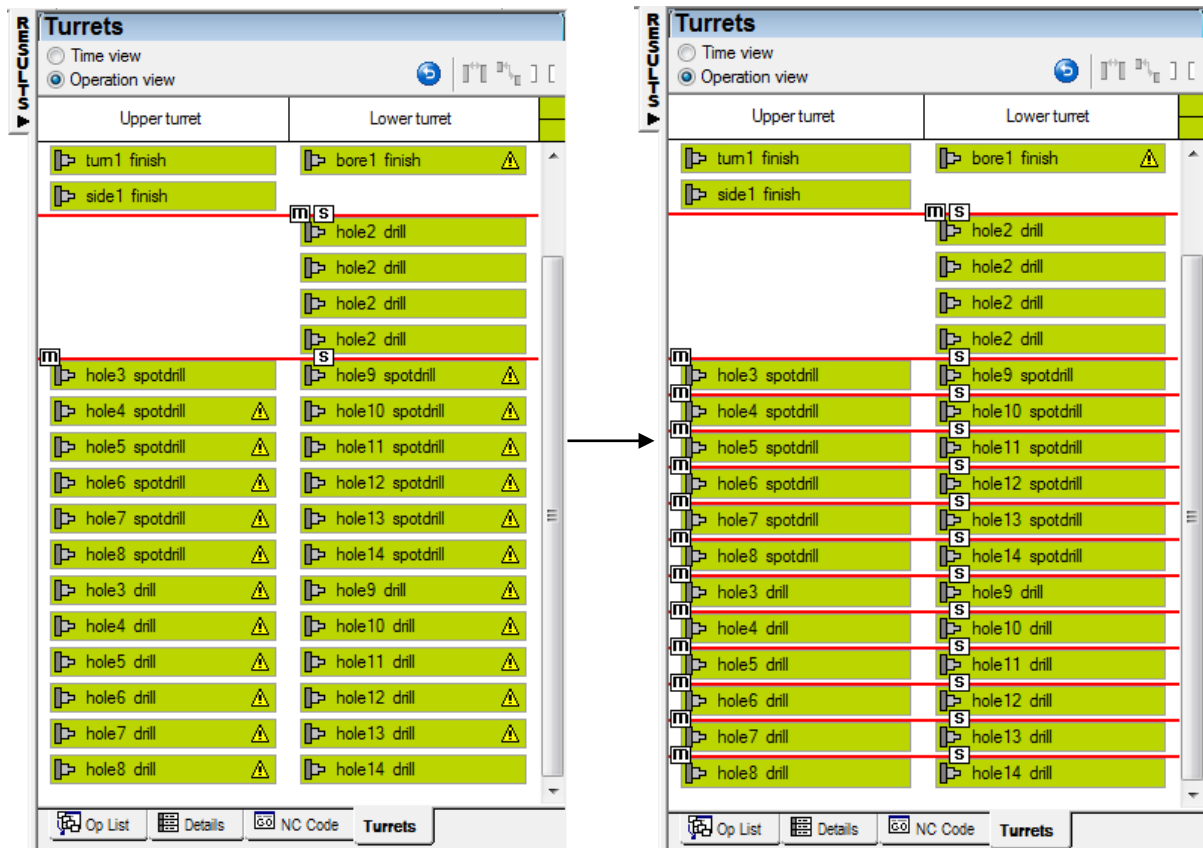 RESULTS
Turrets
Time view
Operation view
Upper turret Lower turret
turn1 finish bore1 finish
side1 finish
m s
hole2 drill
hole2 drill
hole2 drill
hole2 drill
m s
hole3 spotdrill hole9 spotdrill
hole4 spotdrill hole10 spotdrill
hole5 spotdrill hole11 spotdrill
hole6 spotdrill hole12 spotdrill
hole7 spotdrill hole13 spotdrill
hole8 spotdrill hole14 spotdrill
hole3 drill hole9 drill
hole4 drill hole10 drill
hole5 drill hole11 drill
hole6 drill hole12 drill
hole7 drill hole13 drill
hole8 drill hole14 drill
Op List Details GO NC Code Turrets
RESULTS
Turrets
Time view
Operation view
Upper turret Lower turret
turn1 finish bore1 finish
side1 finish
m s
hole2 drill
hole2 drill
hole2 drill
hole2 drill
m s
hole3 spotdrill hole9 spotdrill
m s
hole4 spotdrill hole10 spotdrill
m s
hole5 spotdrill hole11 spotdrill
m s
hole6 spotdrill hole12 spotdrill
m s
hole7 spotdrill hole13 spotdrill
m s
hole8 spotdrill hole14 spotdrill
m s
hole3 drill hole9 drill
m s
hole4 drill hole10 drill
m s
hole5 drill hole11 drill
m s
hole6 drill hole12 drill
m s
hole7 drill hole13 drill
m s
hole8 drill hole14 drill
Op List Details GO NC Code Turrets